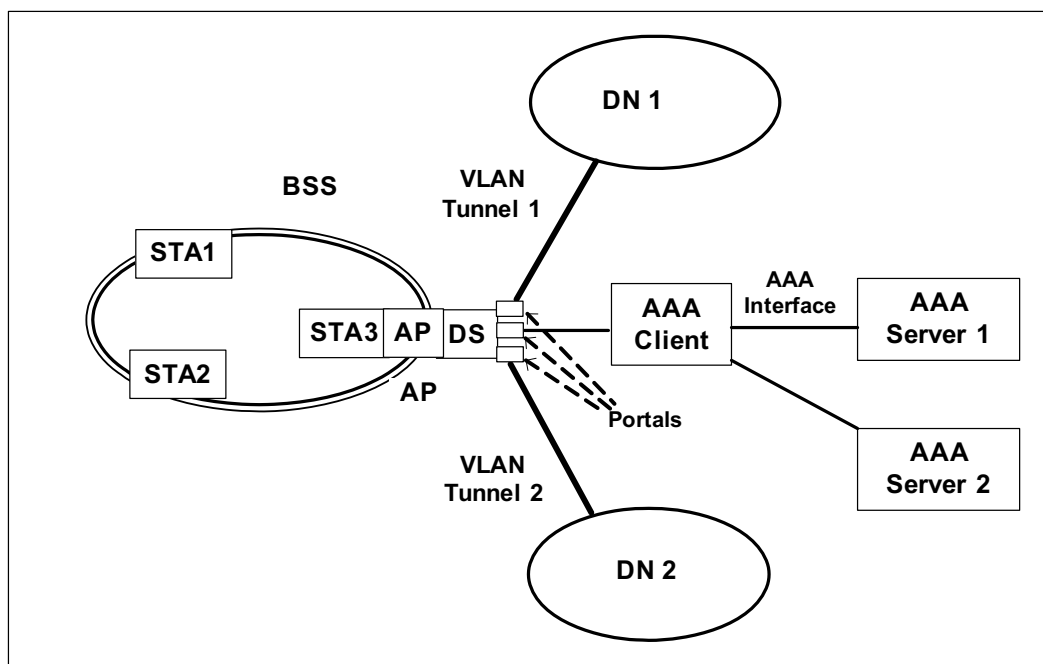 DN 1
VLAN
Tunnel 1
BSS
STA1
AAA
Interface
AAA
Client
AAA
Server 1
STA3
AP
DS
STA2
AP
Portals
VLAN
Tunnel 2
AAA
Server 2
DN 2